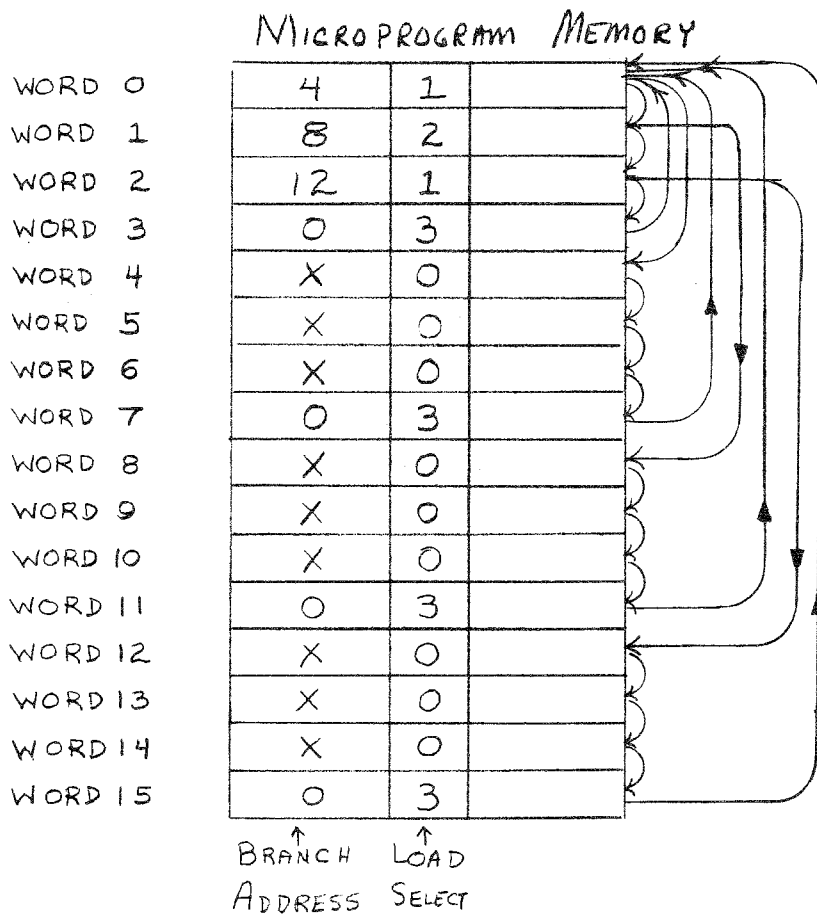 MICROPROGRAM MEMORY
WORD 0 4 1
WORD 1 8 2
WORD 2 12 1
WORD 3 0 3
WORD 4 X 0
WORD 5 X 0
WORD 6 X 0
WORD 7 0 3
WORD 8 X 0
WORD 9 X 0
WORD 10 X 0
WORD 11 0 3
WORD 12 X 0
WORD 13 X 0
WORD 14 X 0
WORD 15 0 3
BRANCH ADDRESS
LOAD SELECT